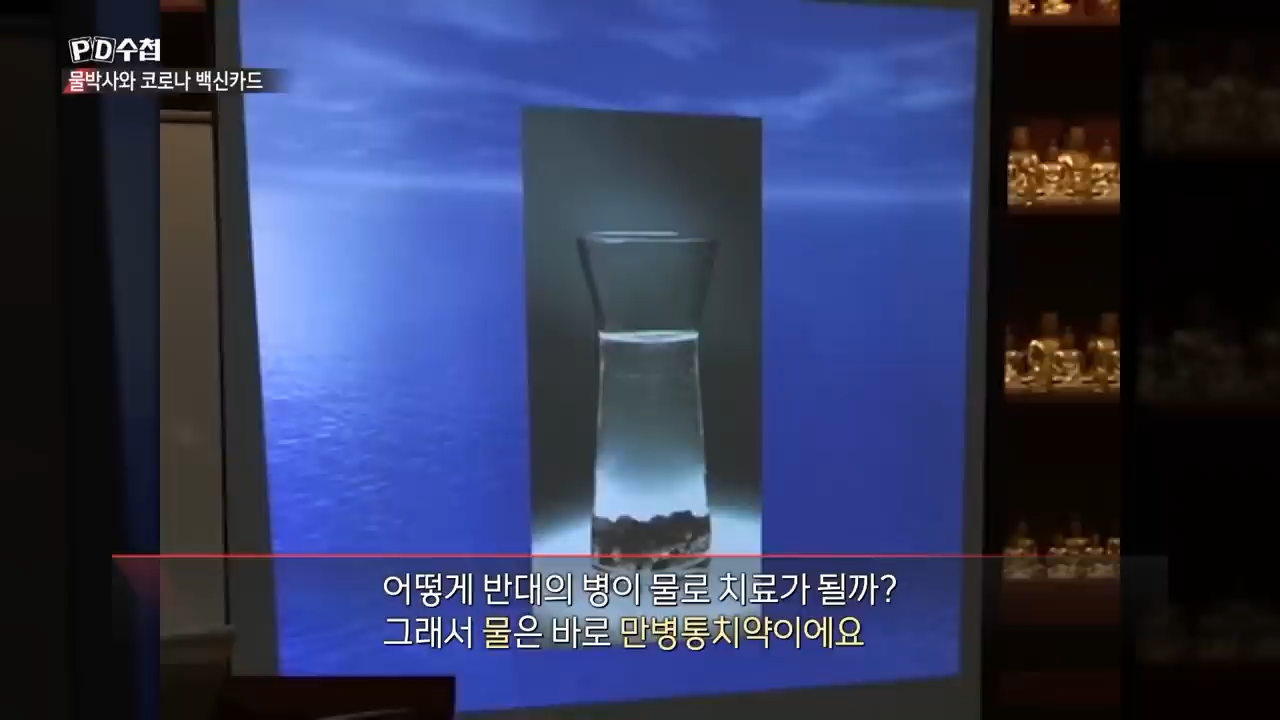 PD수첩
물박사와 코로나 백신카드
어떻게 반대의 병이 물로 치료가 될까?
그래서 물은 바로 만병통치약이에요